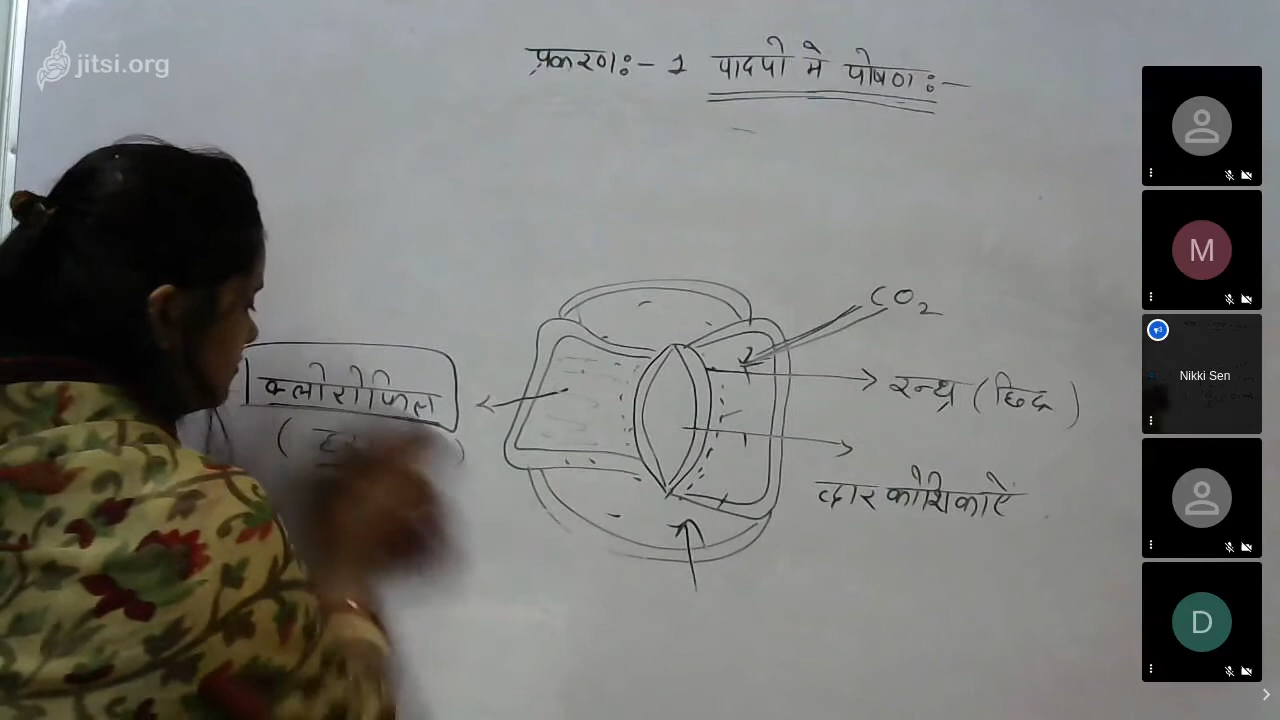 jitsi.org
प्रकरण:- 1 पादपो मे पोषण :-
CO2
रन्ध्र (छिद्र)
क्लोरोफिल
द्वार कोशिकाऐं
M
Nikki Sen
D